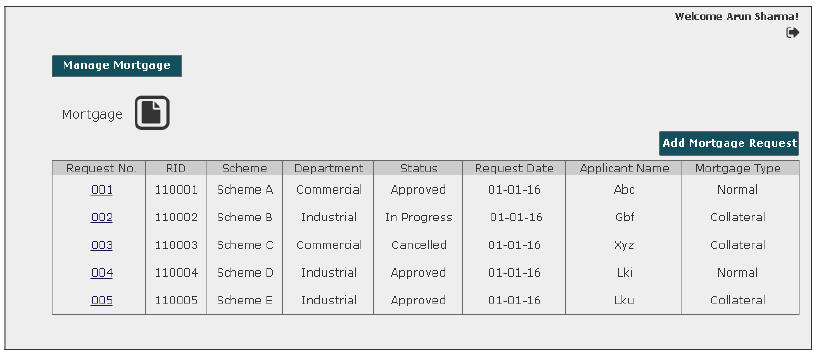 Welcome Arun Sharma!
Manage Mortgage
Mortgage
Add Mortgage Request
Request No. RID Scheme Department Status Request Date Applicant Name Mortgage Type
001 110001 Scheme A Commercial Approved 01-01-16 Abc Normal
002 110002 Scheme B Industrial In Progress 01-01-16 Gbf Collateral
003 110003 Scheme C Commercial Cancelled 01-01-16 Xyz Collateral
004 110004 Scheme D Industrial Approved 01-01-16 Lki Normal
005 110005 Scheme E Industrial Approved 01-01-16 Lku Collateral